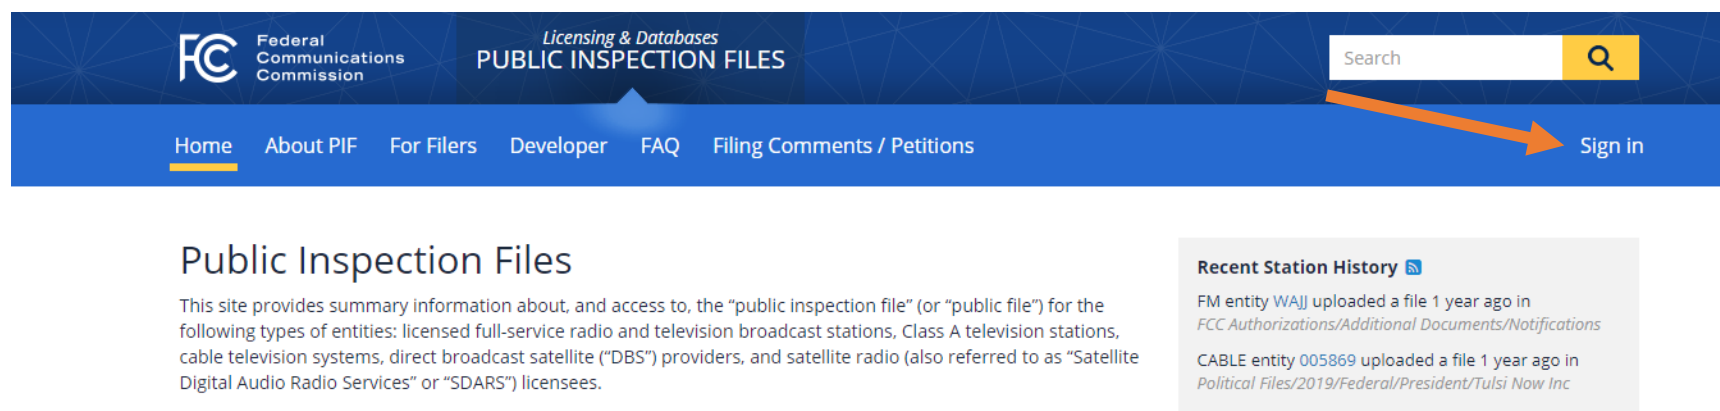 Federal
Communications
Commission
Licensing & Databases
PUBLIC INSPECTION FILES
Search
Home About PIF For Filers Developer FAQ Filing Comments / Petitions Sign in
Public Inspection Files
This site provides summary information about, and access to, the “public inspection file” (or “public file”) for the
following types of entities: licensed full-service radio and television broadcast stations, Class A television stations,
cable television systems, direct broadcast satellite (“DBS”) providers, and satellite radio (also referred to as “Satellite
Digital Audio Radio Services” or “SDARS”) licensees.
Recent Station History
FM entity WAJJ uploaded a file 1 year ago in
FCC Authorizations/Additional Documents/Notifications
CABLE entity 005869 uploaded a file 1 year ago in
Political Files/2019/Federal/President/Tulsi Now Inc